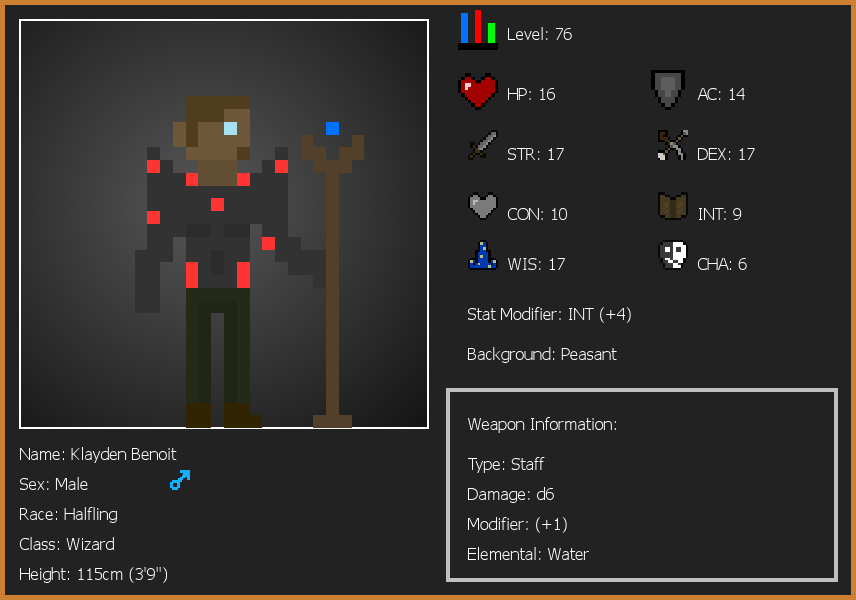 Level: 76
HP: 16
AC: 14
STR: 17
DEX: 17
CON: 10
INT: 9
WIS: 17
CHA: 6
Stat Modifier: INT (+4)
Background: Peasant
Weapon Information:
Type: Staff
Damage: d6
Modifier: (+1)
Elemental: Water
Name: Klayden Benoit
Sex: Male
Race: Halfling
Class: Wizard
Height: 115cm (3'9")